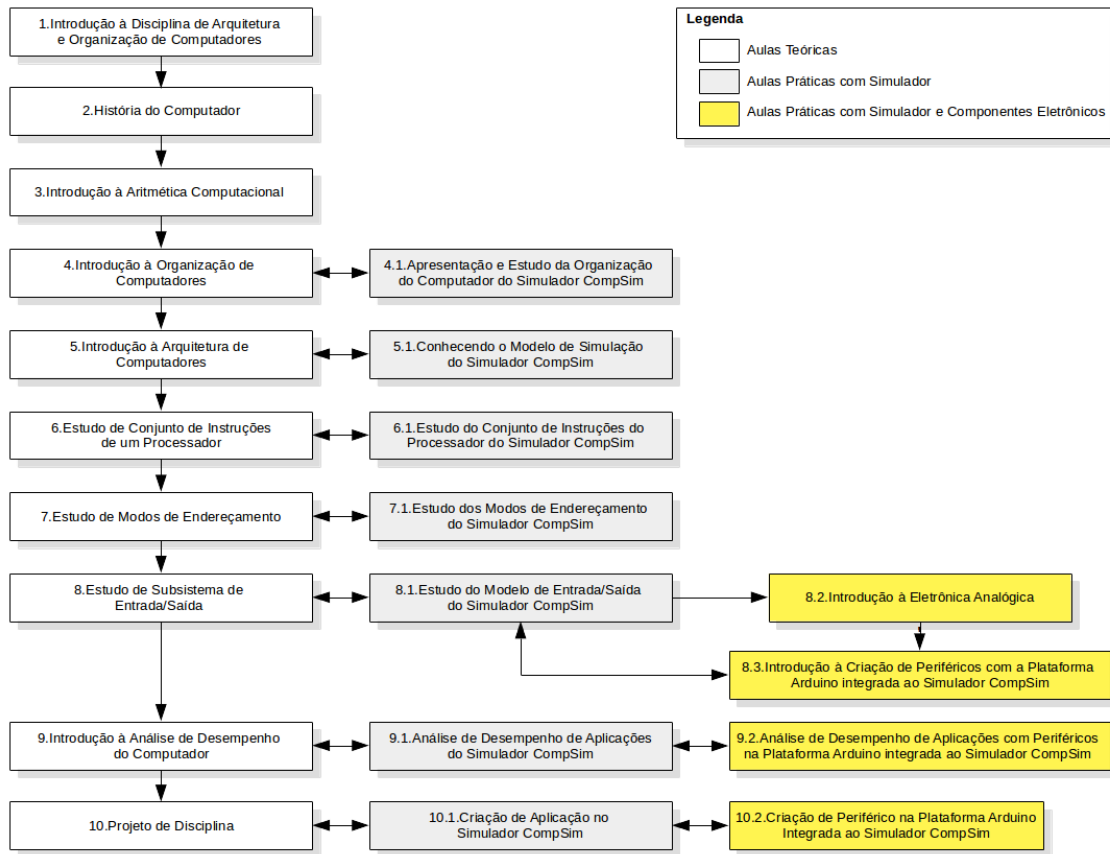 1.Introdução à Disciplina de Arquitetura
e Organização de Computadores
Legenda
Aulas Teóricas
Aulas Práticas com Simulador
Aulas Práticas com Simulador e Componentes Eletrônicos
2.História do Computador
3.Introdução à Aritmética Computacional
4.Introdução à Organização de
Computadores
4.1.Apresentação e Estudo da Organização
do Computador do Simulador CompSim
5.Introdução à Arquitetura de
Computadores
5.1.Conhecendo o Modelo de Simulação
do Simulador CompSim
6.Estudo de Conjunto de Instruções
de um Processador
6.1.Estudo do Conjunto de Instruções do
Processador do Simulador CompSim
7.Estudo de Modos de Endereçamento
7.1.Estudo dos Modos de Endereçamento
do Simulador CompSim
8.Estudo de Subsistema de
Entrada/Saída
8.1.Estudo do Modelo de Entrada/Saída
do Simulador CompSim
8.2.Introdução à Eletrônica Analógica
8.3.Introdução à Criação de Periféricos com a Plataforma
Arduino integrada ao Simulador CompSim
9.Introdução à Análise de Desempenho
do Computador
9.1.Análise de Desempenho de Aplicações
do Simulador CompSim
9.2.Análise de Desempenho de Aplicações com Periféricos
na Plataforma Arduino integrada ao Simulador CompSim
10.Projeto de Disciplina
10.1.Criação de Aplicação no
Simulador CompSim
10.2.Criação de Periférico na Plataforma Arduino
Integrada ao Simulador CompSim